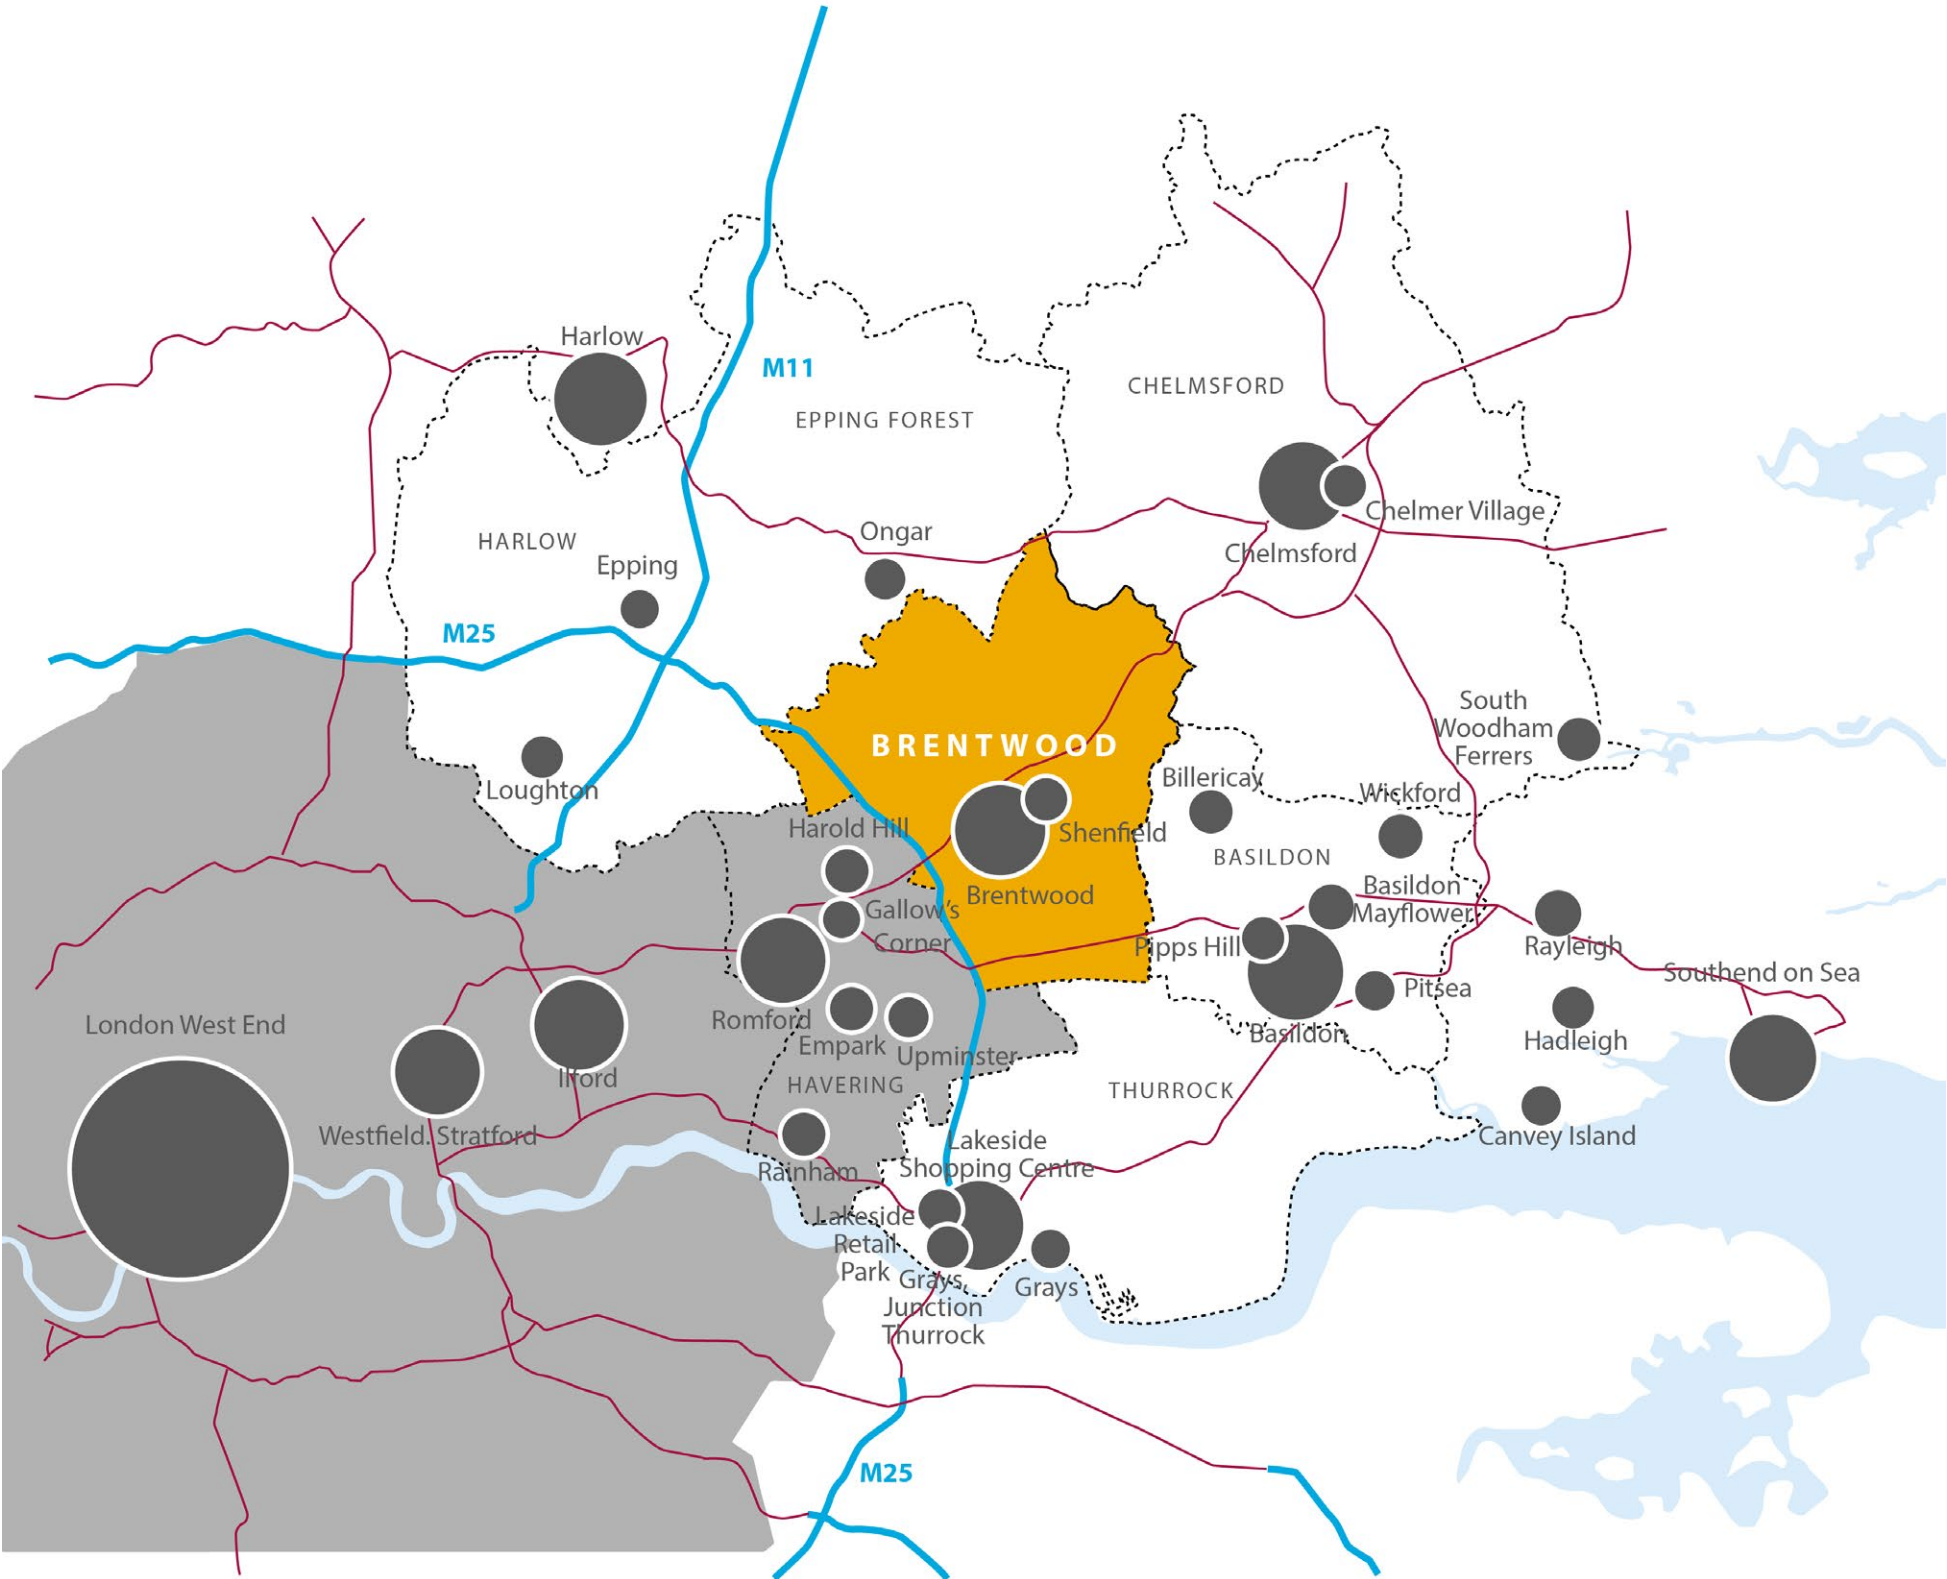 Harlow
M11
CHELMSFORD
EPPING FOREST
Chelmer Village
Ongar
HARLOW
Chelmsford
Epping
M25
South
Woodham
Ferrers
BRENTWOOD
Billericay
Loughton
Wickford
Harold Hill
Shenfield
BASILDON
Basildon
Mayflower
Brentwood
Gallow's
Corner
Pipps Hill
Rayleigh
Southend on Sea
Pitsea
London West End
Romford
Basildon
Hadleigh
Empark
Upminster
Ilford
HAVERING
THURROCK
Westfield. Stratford
Canvey Island
Lakeside
Shopping Centre
Rainham
Lakeside
Retail
Park
Grays,
Junction
Thurrock
Grays
M25